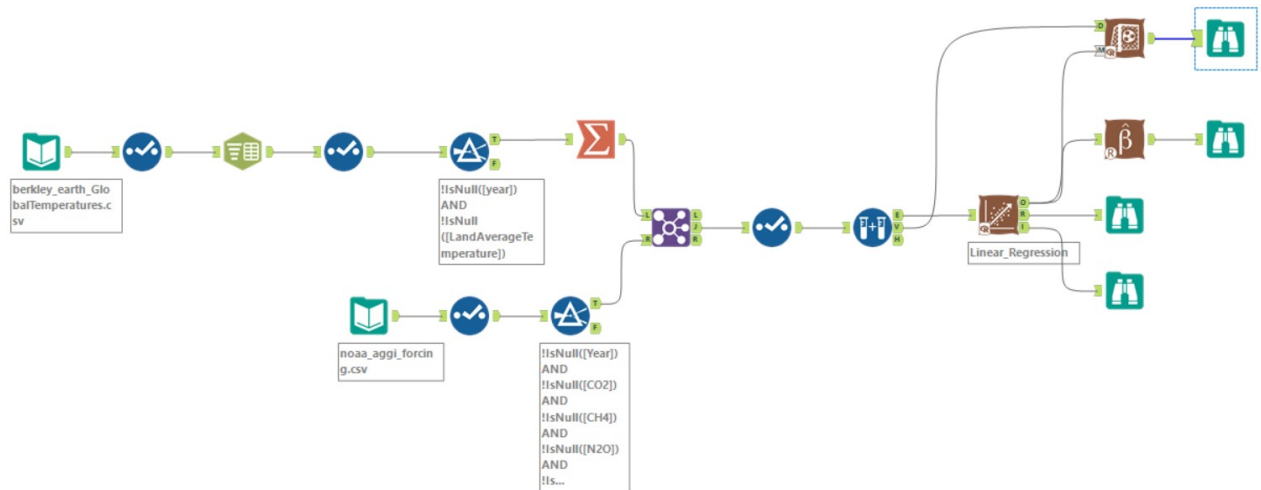 D
M
T
F
β̂
R
berkley_earth_Glo
balTemperatures.c
sv
!IsNull([year])
AND
!IsNull
([LandAverageTe
mperature])
L
R
L
J
R
E
V
H
R
O
R
I
Linear_Regression
T
F
noaa_aggi_forcin
g.csv
!IsNull([Year])
AND
!IsNull([CO2])
AND
!IsNull([CH4])
AND
!IsNull([N2O])
AND
!Is...